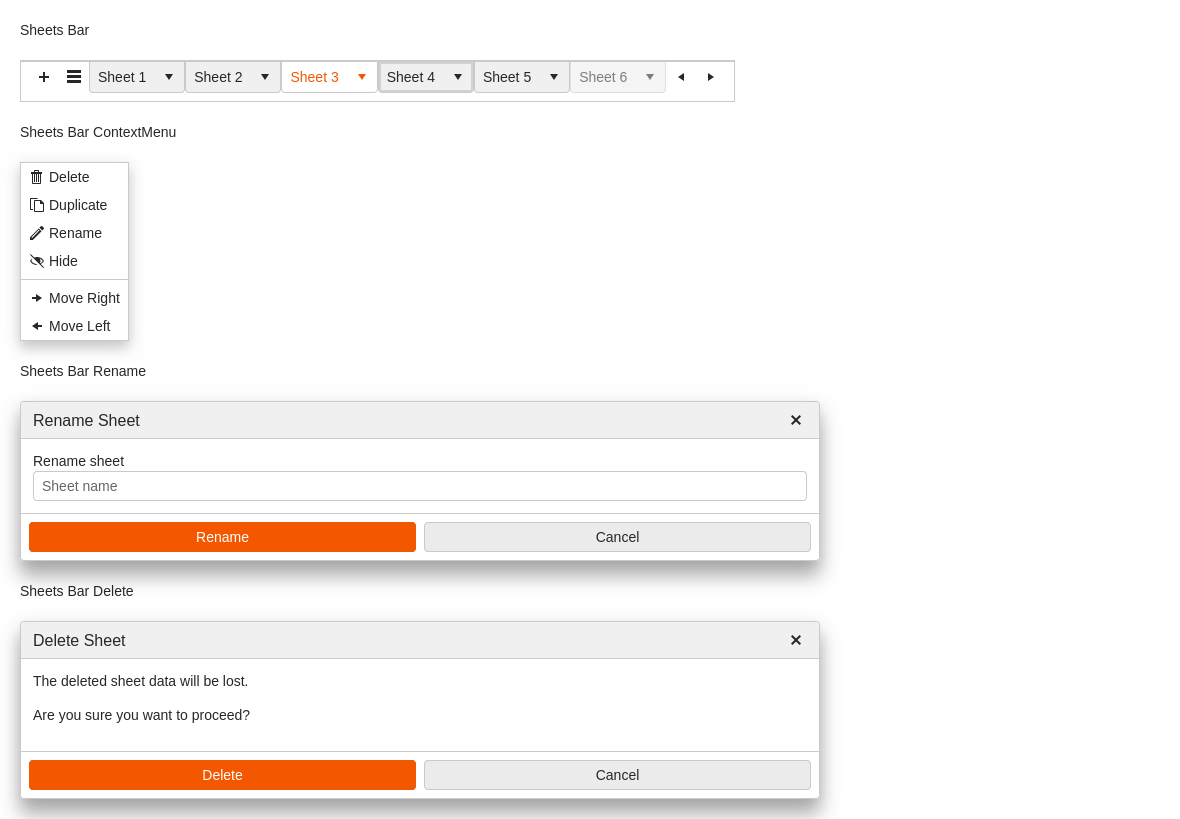 Sheets Bar
Sheet 1 Sheet 2 Sheet 3 Sheet 4 Sheet 5 Sheet 6
Sheets Bar ContextMenu
Delete
Duplicate
Rename
Hide
Move Right
Move Left
Sheets Bar Rename
Rename Sheet
Rename sheet
Sheet name
Rename Cancel
Sheets Bar Delete
Delete Sheet
The deleted sheet data will be lost.
Are you sure you want to proceed?
Delete Cancel